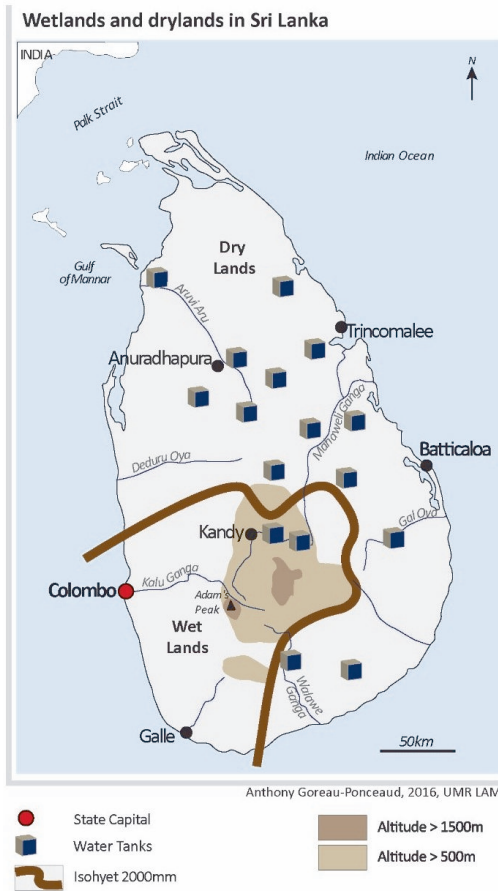 Wetlands and drylands in Sri Lanka
INDIA
N
Palk Strait
Indian Ocean
Dry
Lands
Gulf
of Mannar
Aruvi Aru
Trincomalee
Anuradhapura
Mahaweli Ganga
Deduru Oya
Batticaloa
Gal Oya
Kandy
Colombo
Kalu Ganga
Adam's
Peak
Wet
Lands
Walawe
Ganga
Galle
50km
Anthony Goreau-Ponceaud, 2016, UMR LAM
State Capital
Water Tanks
Isohyet 2000mm
Altitude > 1500m
Altitude > 500m